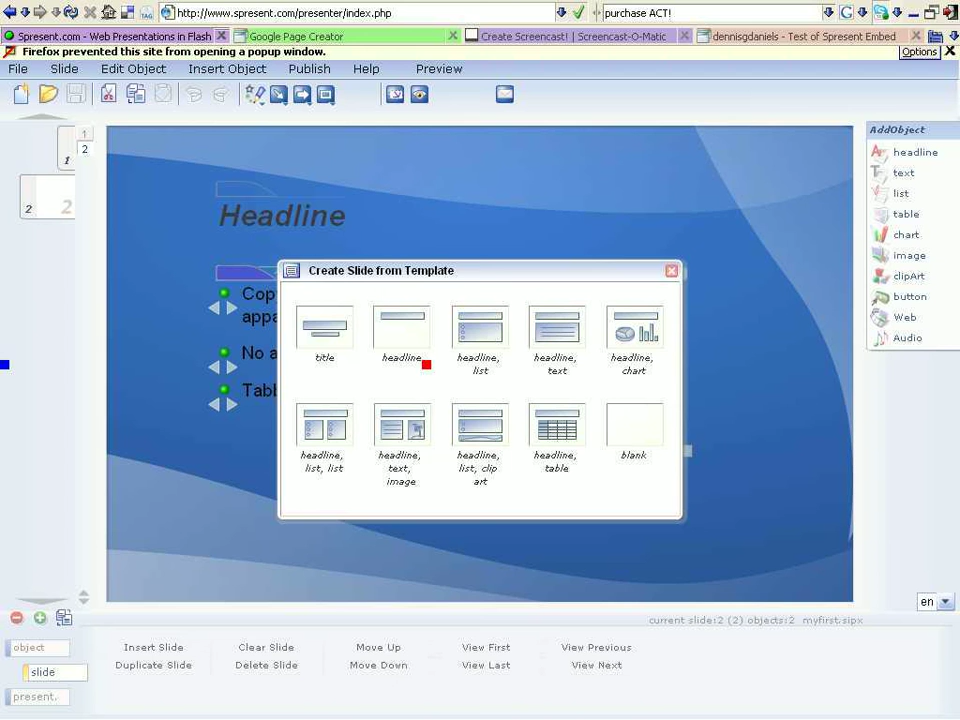 http://www.spresent.com/presenter/index.php
purchase ACT!
Spresent.com - Web Presentations in Flash
Google Page Creator
Create Screencast! | Screencast-O-Matic
dennisgdaniels - Test of Spresent Embed
Firefox prevented this site from opening a popup window.
Options
File Slide Edit Object Insert Object Publish Help Preview
1
2
1
2
2
AddObject
headline
text
list
table
chart
image
clipArt
button
Web
Audio
Headline
Create Slide from Template
Cop
appa
No a
Tabb
title
headline
headline, list
headline, text
headline, chart
headline, list, list
headline, text, image
headline, list, clip art
headline, table
blank
en
current slide:2 (2) objects:2 myfirst.sipx
object
slide
present.
Insert Slide Clear Slide Move Up View First View Previous
Duplicate Slide Delete Slide Move Down View Last View Next